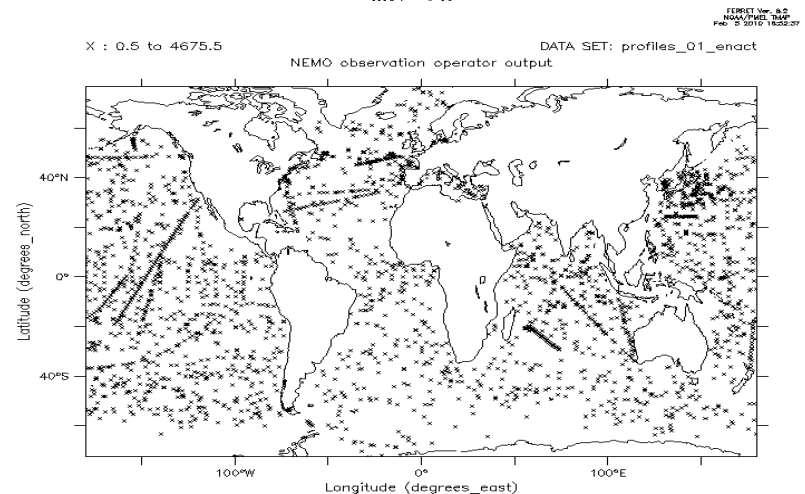 FERRET Ver. 6.2
NOAA/PMEL TMAP
Feb 5 2010 16:52:37
X : 0.5 to 4675.5
DATA SET: profiles_01_enact
NEMO observation operator output
Latitude (degrees_north)
40°N
0°
40°S
100°W
0°
100°E
Longitude (degrees_east)